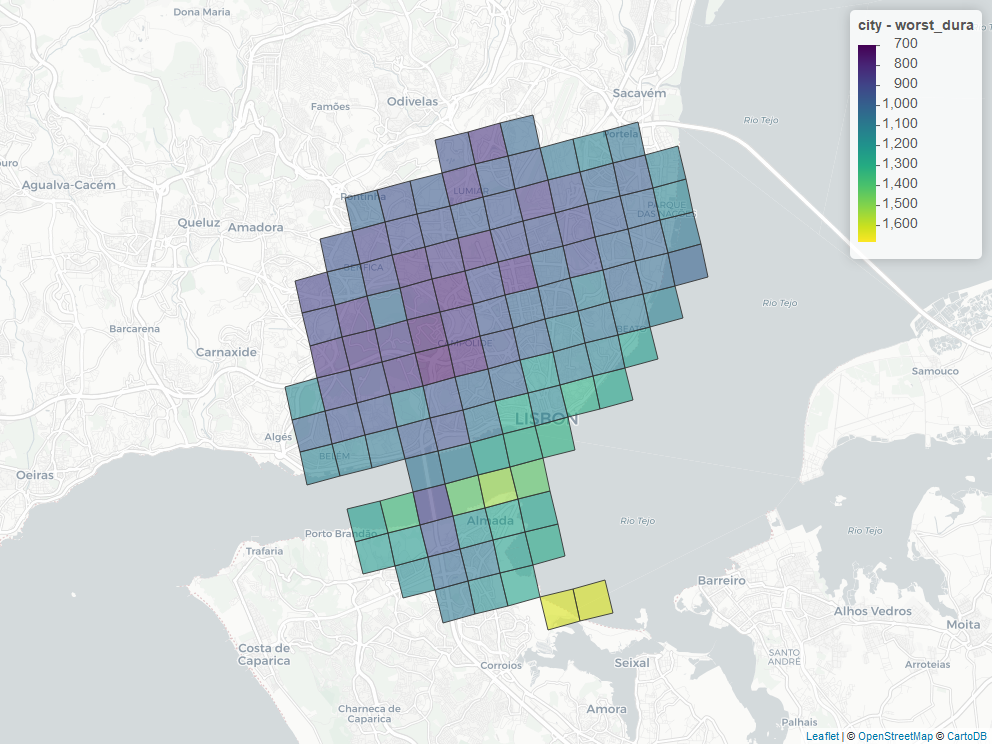 Dona Maria
Famões
Odivelas
Sacavém
Rio Tejo
Portela
Agualva-Cacém
Pontinha
LUMIAR
PARQUE
DAS NAÇÕES
Queluz
Amadora
BENFICA
Rio Tejo
Barcarena
BEATO
CAMPOLIDE
Carnaxide
Samouco
LISBON
Algés
BELÉM
Oeiras
Almada
Rio Tejo
Rio Tejo
Porto Brandão
Trafaria
Barreiro
Alhos Vedros
Moita
Costa de
Caparica
SANTO
ANDRÉ
Arroteias
Corroios
Seixal
Charneca de
Caparica
Amora
Palhais
city - worst_dura
700
800
900
1,000
1,100
1,200
1,300
1,400
1,500
1,600
Leaflet | © OpenStreetMap © CartoDB